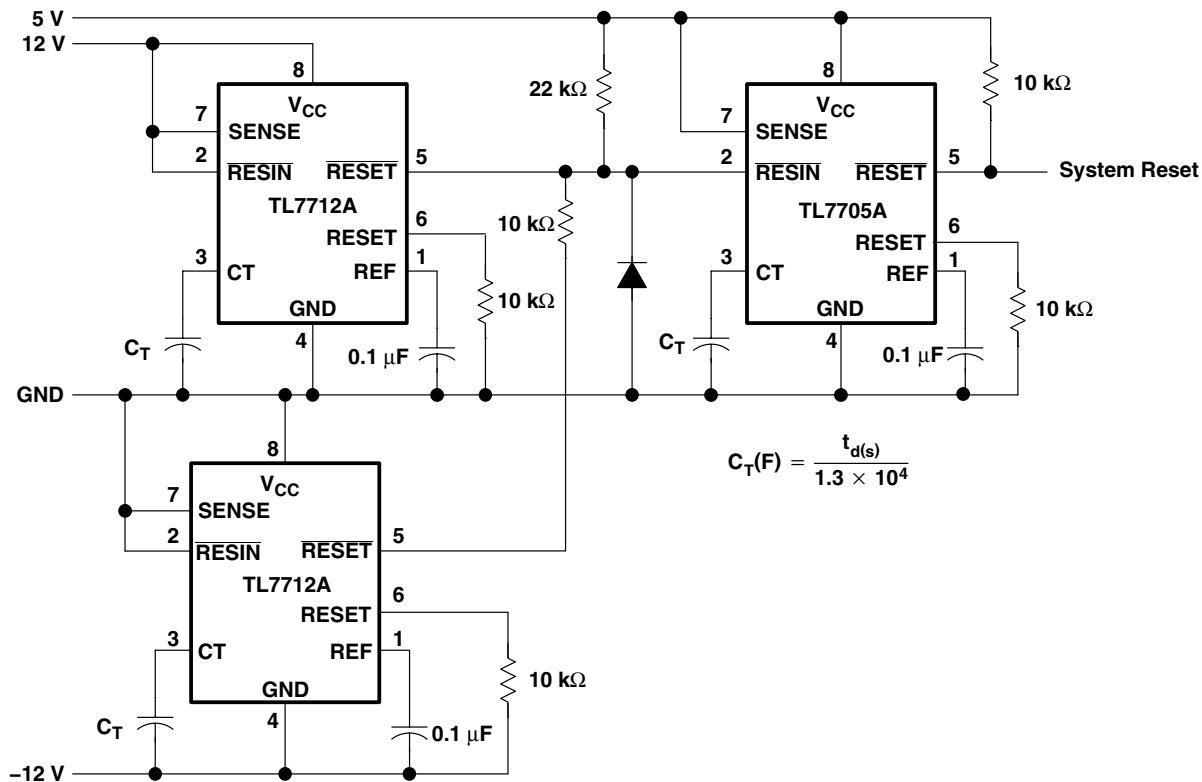 5 V
12 V
8
22 kΩ
8
10 kΩ
7
VCC
SENSE
7
VCC
SENSE
2
RESIN
RESET
5
2
RESIN
RESET
5
System Reset
TL7712A
10 kΩ
TL7705A
RESET
6
RESET
6
3
CT
REF
1
3
CT
REF
1
GND
10 kΩ
GND
10 kΩ
4
4
CT
0.1 μF
CT
0.1 μF
GND
8
CT(F) = td(s) / 1.3 × 10⁴
VCC
7
SENSE
2
RESIN
RESET
5
TL7712A
RESET
6
3
CT
REF
1
10 kΩ
GND
4
CT
0.1 μF
–12 V